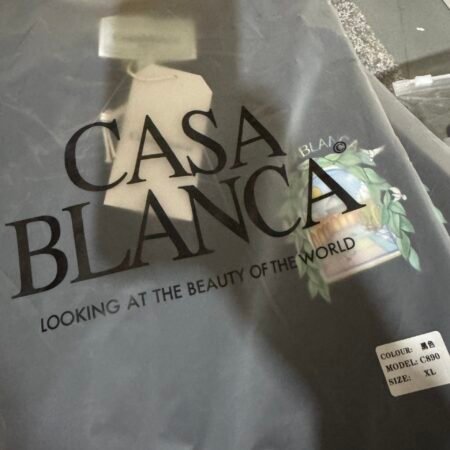 CASA
BLANCA©
LOOKING AT THE BEAUTY OF THE WORLD
BLANC
COLOUR: 黑色
MODEL: C890
SIZE: XL